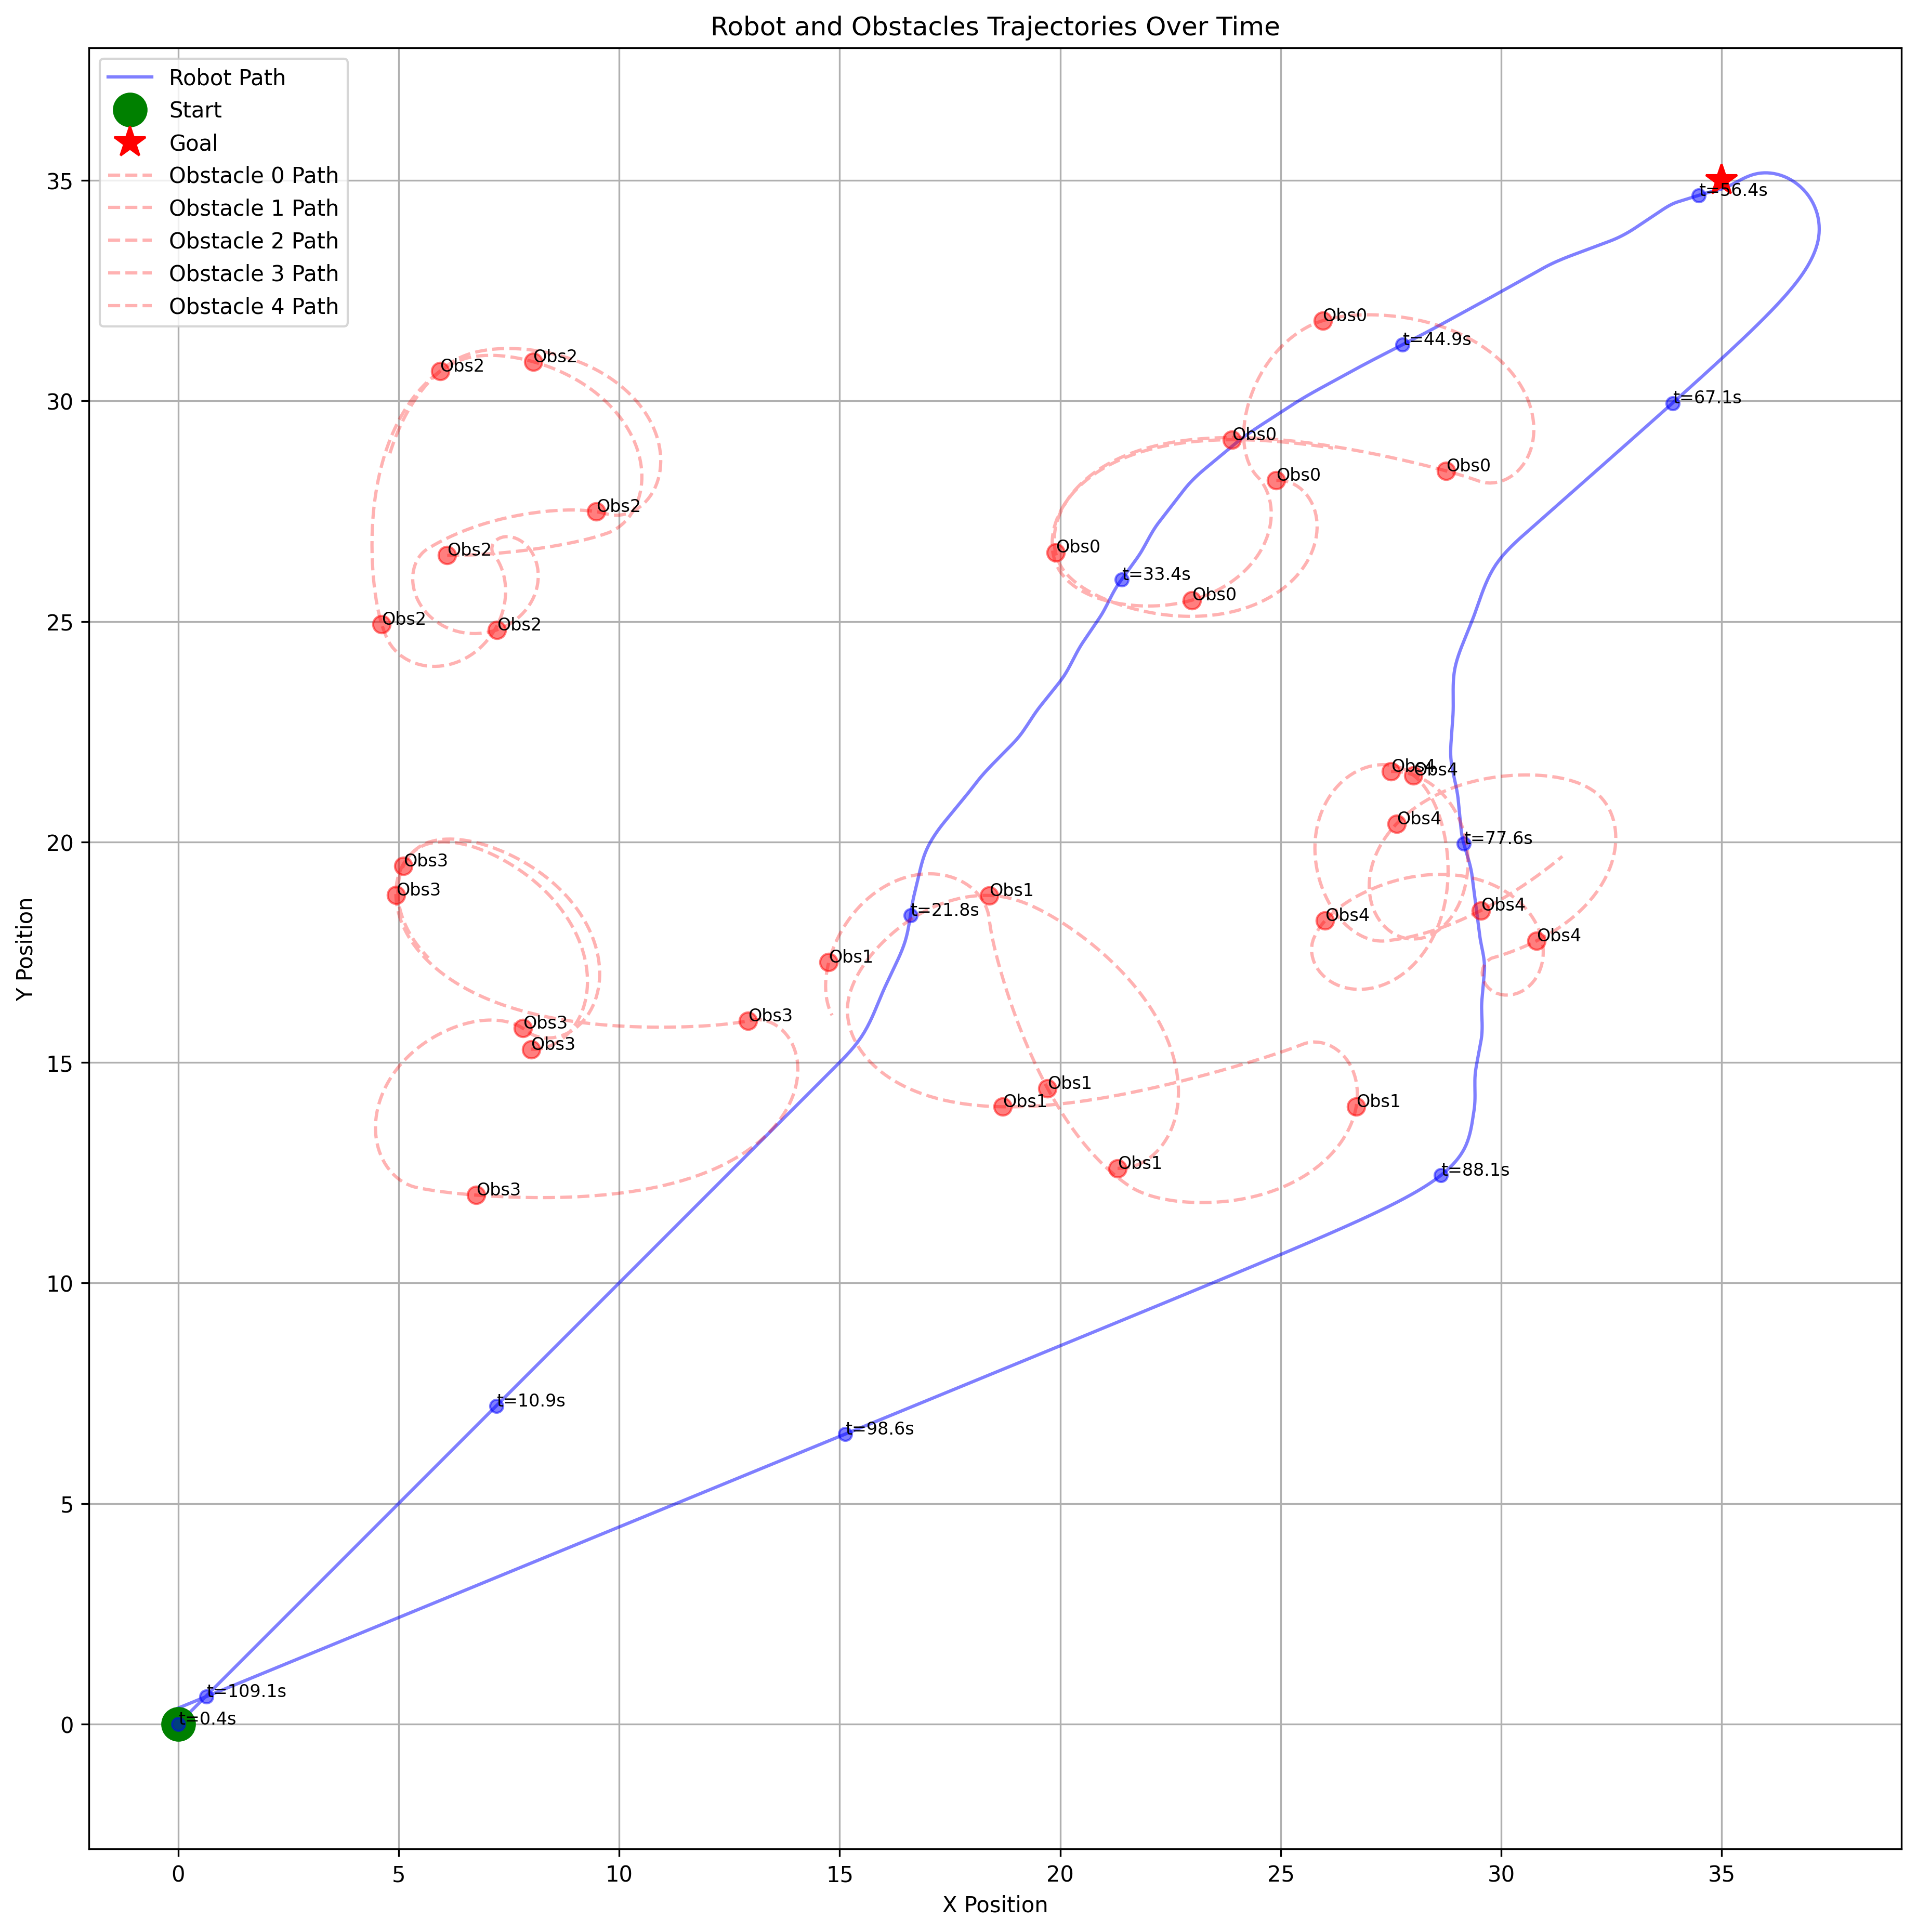 Robot and Obstacles Trajectories Over Time
Robot Path
Start
Goal
Obstacle 0 Path
Obstacle 1 Path
Obstacle 2 Path
Obstacle 3 Path
Obstacle 4 Path
35
30
25
20
15
10
5
0
Y Position
t=56.4s
Obs0
t=44.9s
Obs2
Obs2
t=67.1s
Obs0
Obs0
Obs0
Obs2
Obs2
Obs0
t=33.4s
Obs0
Obs2
Obs2
Obs4
Obs4
Obs4
t=77.6s
Obs3
Obs3
Obs1
t=21.8s
Obs4
Obs4
Obs4
Obs1
Obs3
Obs3
Obs3
Obs1
Obs1
Obs1
Obs1
t=88.1s
Obs3
t=10.9s
t=98.6s
t=109.1s
t=0.4s
0
5
10
15
20
25
30
35
X Position